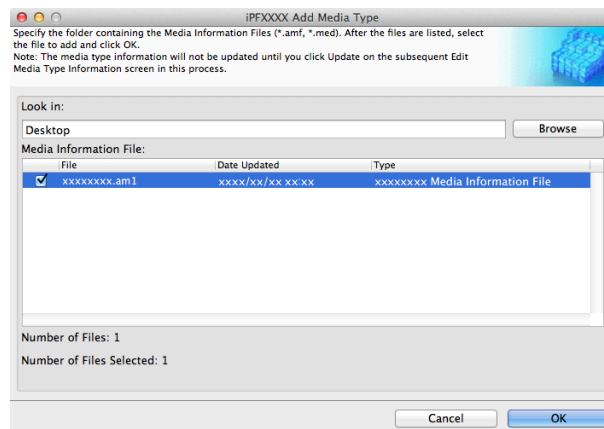 iPFXXXX Add Media Type
Specify the folder containing the Media Information Files (*.amf, *.med). After the files are listed, select
the file to add and click OK.
Note: The media type information will not be updated until you click Update on the subsequent Edit
Media Type Information screen in this process.
Look in:
Desktop Browse
Media Information File:
File Date Updated Type
xxxxxxxx.am1 xxxx/xx/xx xx:xx xxxxxxxx Media Information File
Number of Files: 1
Number of Files Selected: 1
Cancel OK